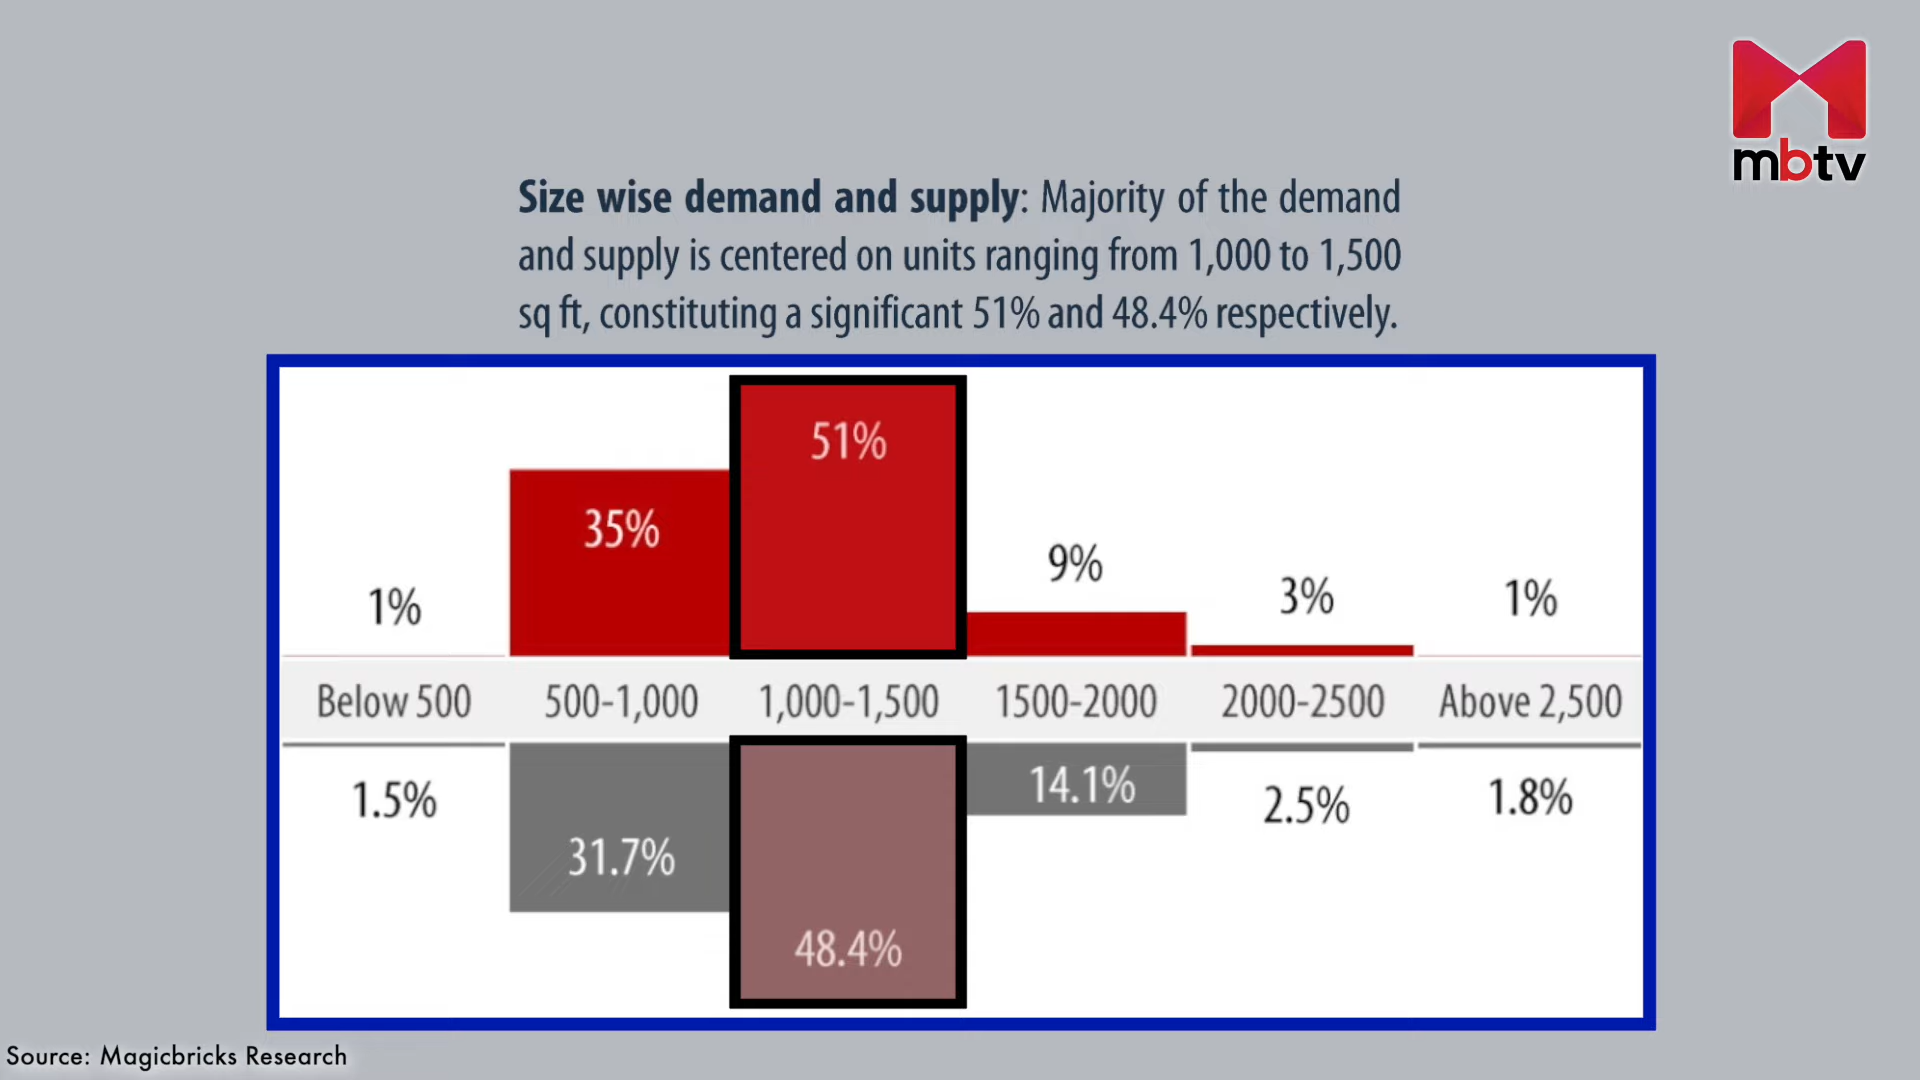 mbtv
Size wise demand and supply: Majority of the demand
and supply is centered on units ranging from 1,000 to 1,500
sq ft, constituting a significant 51% and 48.4% respectively.
51%
35%
9%
1%
3%
1%
Below 500 500-1,000 1,000-1,500 1500-2000 2000-2500 Above 2,500
1.5%
31.7%
48.4%
14.1%
2.5%
1.8%
Source: Magicbricks Research